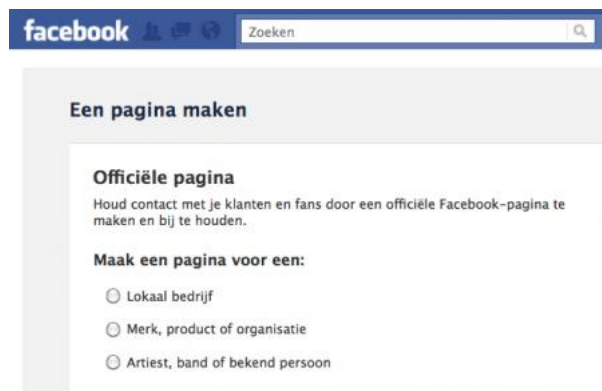 facebook Zoeken
Een pagina maken
Officiële pagina
Houd contact met je klanten en fans door een officiële Facebook-pagina te
maken en bij te houden.
Maak een pagina voor een:
Lokaal bedrijf
Merk, product of organisatie
Artiest, band of bekend persoon